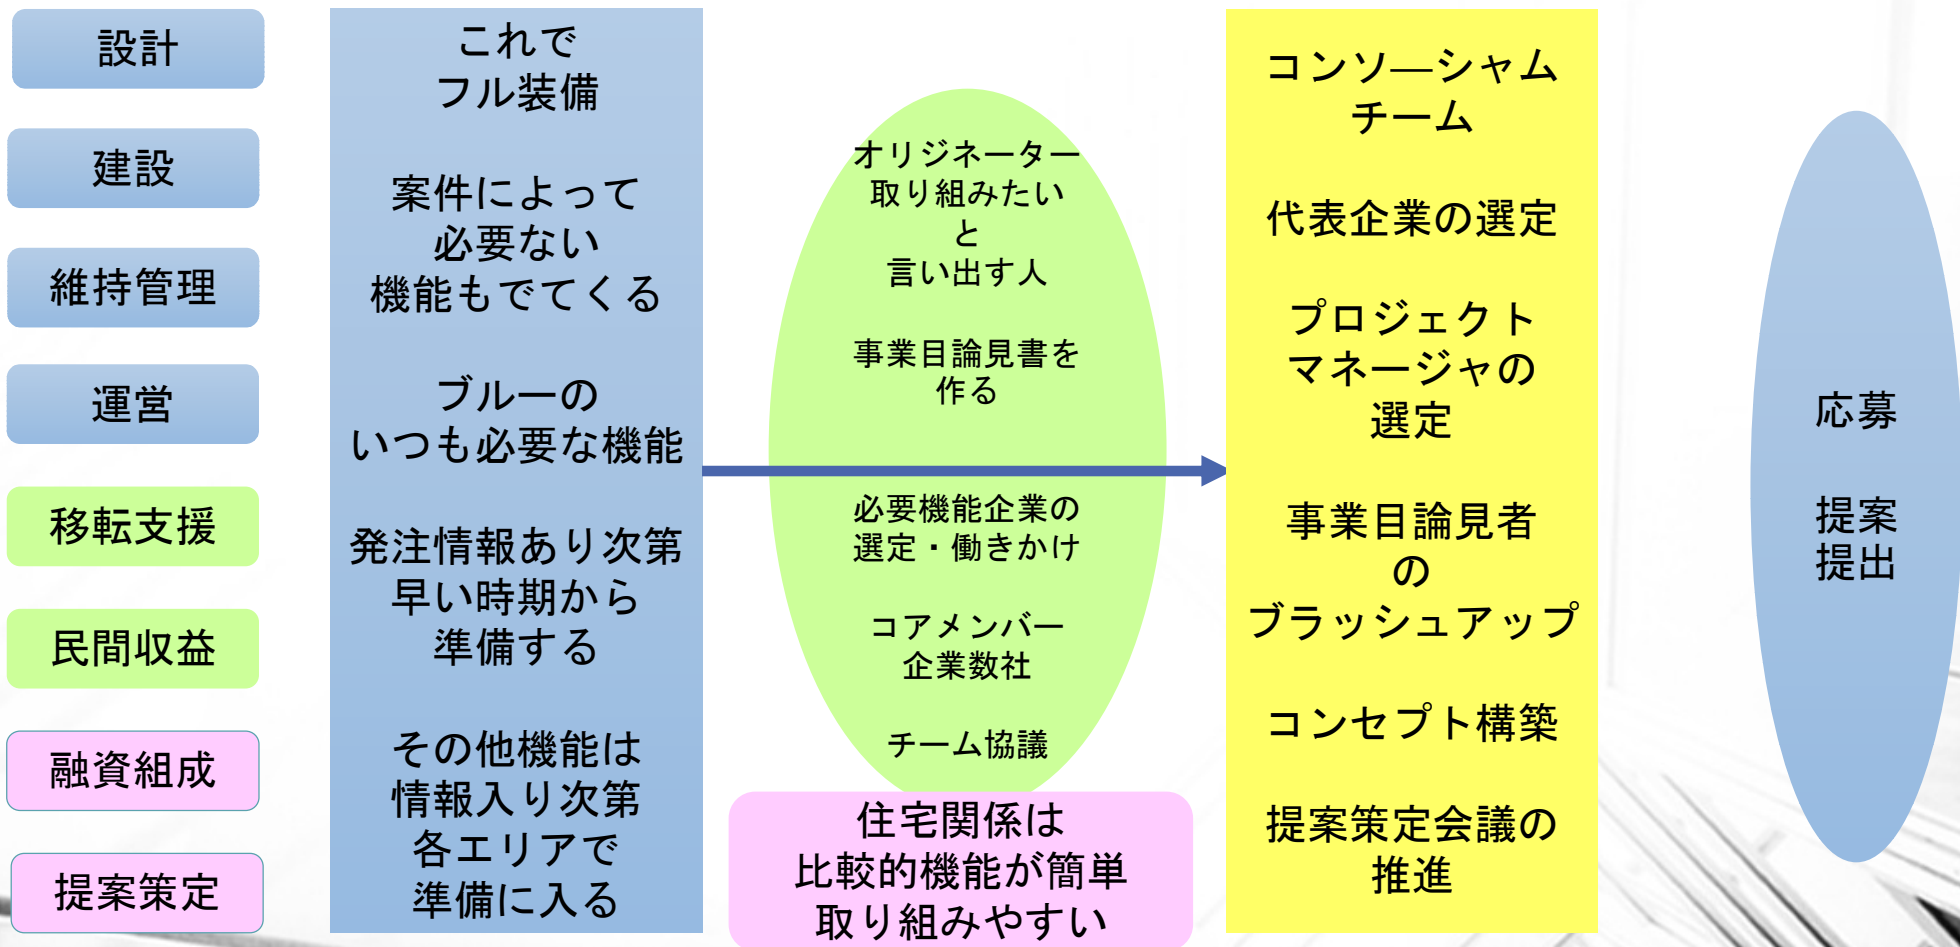 設計
建設
維持管理
運営
移転支援
民間収益
融資組成
提案策定
これで
フル装備
案件によって
必要ない
機能もでてくる
ブルーの
いつも必要な機能
発注情報あり次第
早い時期から
準備する
その他機能は
情報入り次第
各エリアで
準備に入る
オリジネーター
取り組みたい
と
言い出す人
事業目論見書を
作る
必要機能企業の
選定・働きかけ
コアメンバー
企業数社
チーム協議
住宅関係は
比較的機能が簡単
取り組みやすい
コンソ―シャム
チーム
代表企業の選定
プロジェクト
マネージャの
選定
事業目論見者
の
ブラッシュアップ
コンセプト構築
提案策定会議の
推進
応募
提案
提出